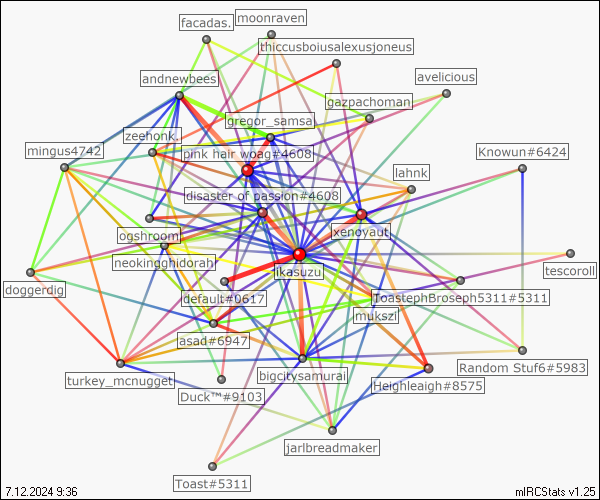 moonraven
facadas.
thiccusboiusalexusjoneus
andnewbees
avelicious
gazpachoman
gregor_samsa
zeehonk.
mingus4742
pink hair woag#4608
Knowun#6424
lahnk
disaster of passion#4608
xenoyaut
ogshroom
neokingghidorah
jikasuzu
tescoroll
doggerdig
default#0617
ToastephBroseph5311#5311
mukszi
asad#6947
Random Stuf6#5983
bigcitysamurai
turkey_mcnugget
Heighleaigh#8575
Duck™#9103
jarlbreadmaker
Toast#5311
7.12.2024 9:36
mIRCStats v1.25